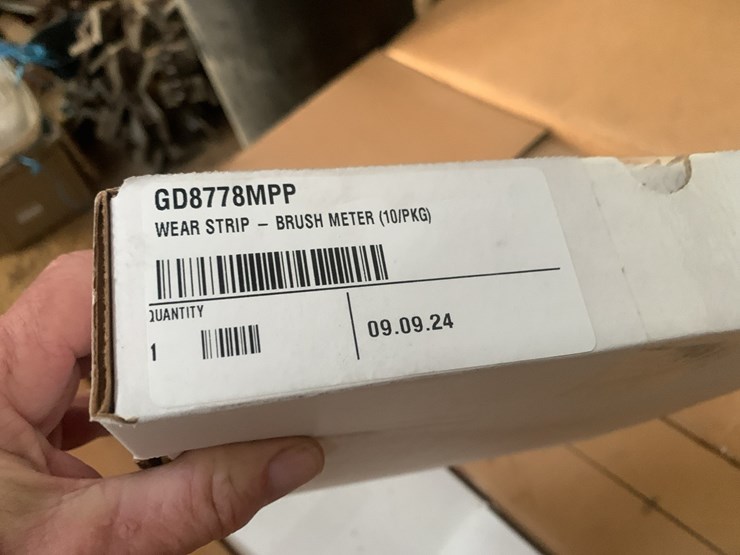 GD8778MPP
WEAR STRIP – BRUSH METER (10/PKG)
QUANTITY
1
09.09.24